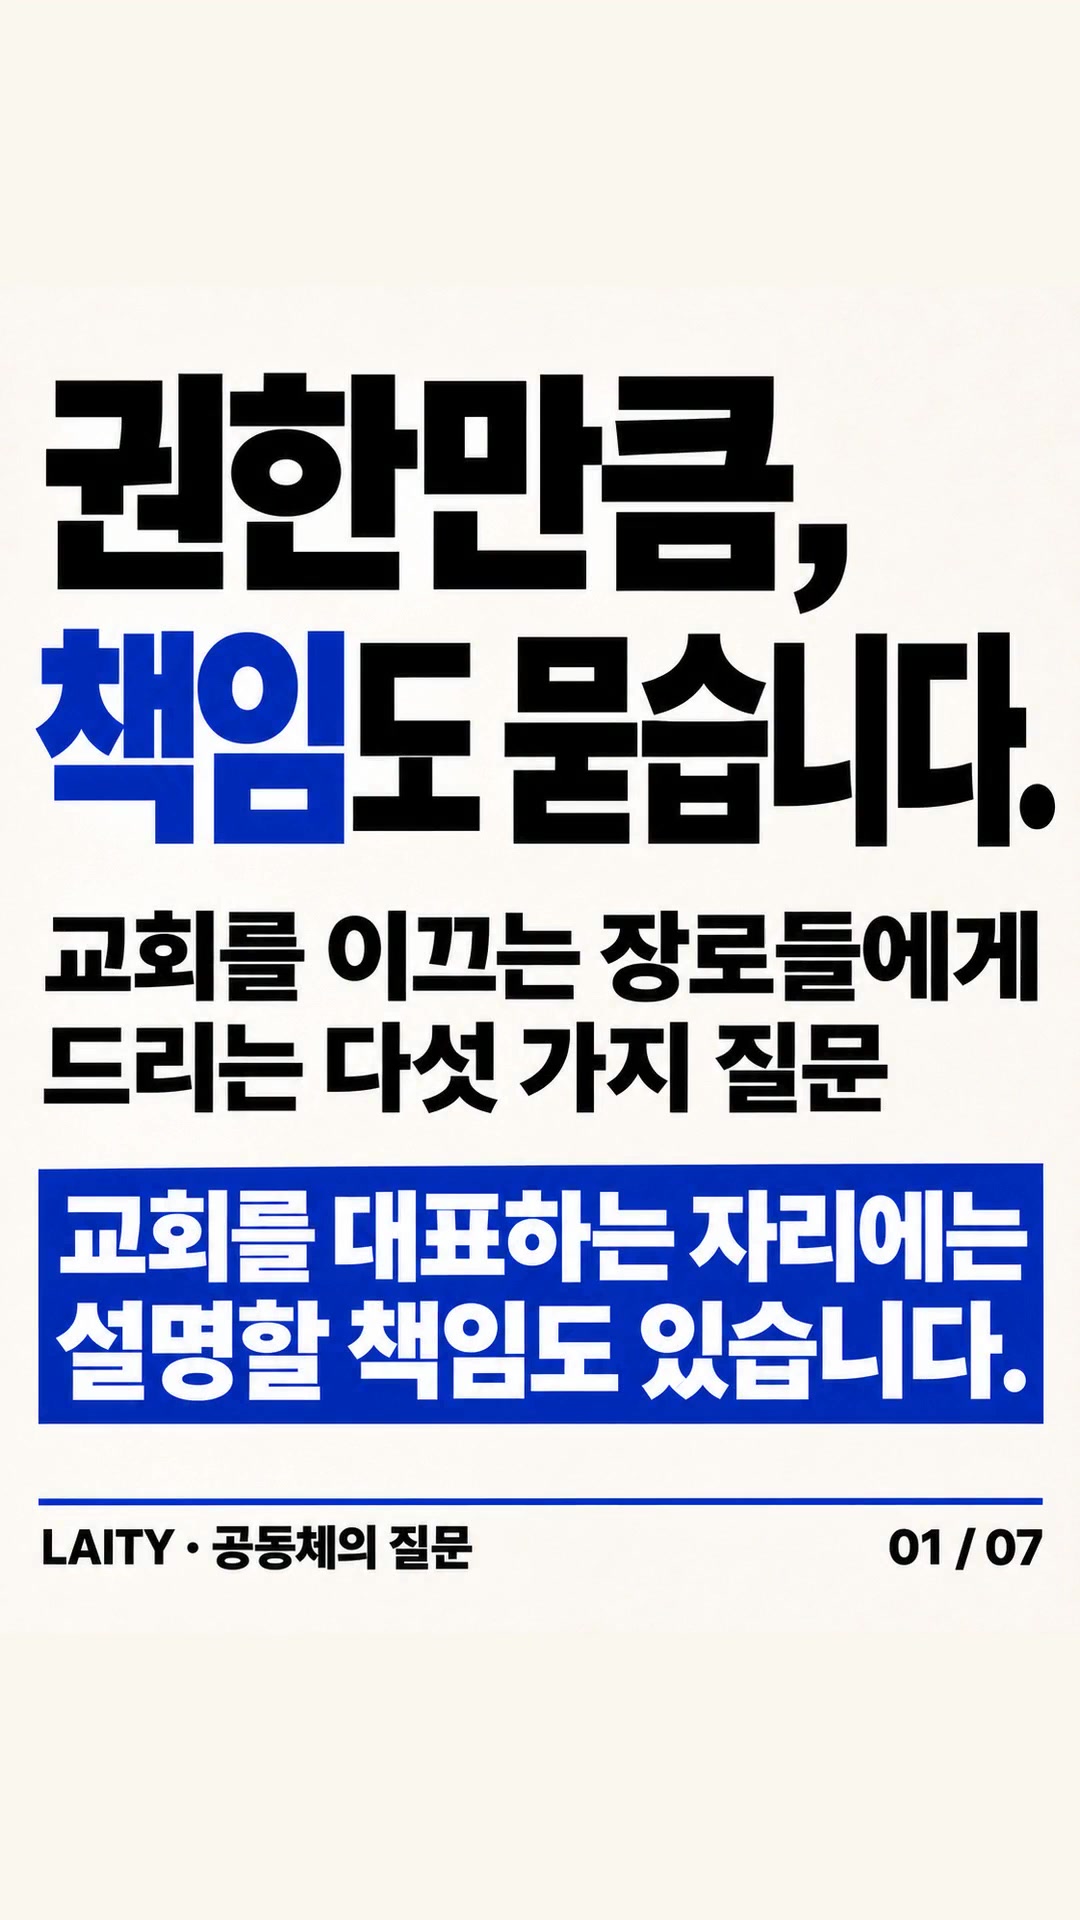 권한만큼,
책임도 묻습니다.
교회를 이끄는 장로들에게
드리는 다섯 가지 질문
교회를 대표하는 자리에는
설명할 책임도 있습니다.
LAITY · 공동체의 질문
01 / 07